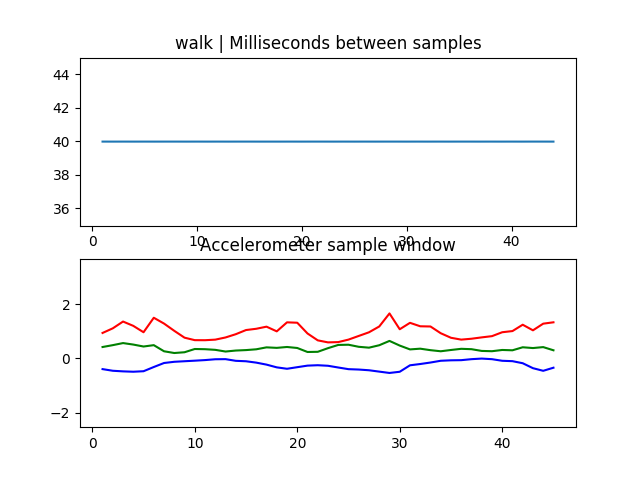 walk | Milliseconds between samples
44
42
40
38
36
0 10 20 30 40
Accelerometer sample window
2
0
−2
0 10 20 30 40